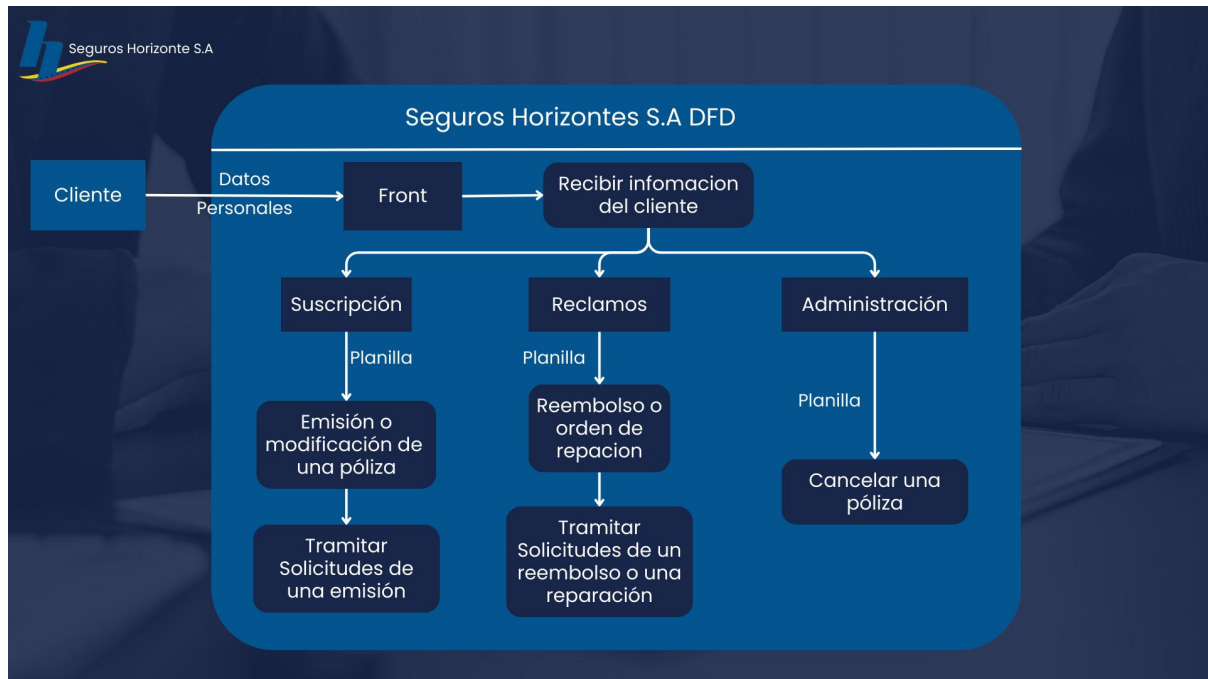 Seguros Horizonte S.A
Seguros Horizontes S.A DFD
Cliente
Datos
Personales
Front
Recibir infomacion
del cliente
Suscripción
Reclamos
Administración
Planilla
Planilla
Planilla
Emisión o
modificación de
una póliza
Reembolso o
orden de
repacion
Cancelar una
póliza
Tramitar
Solicitudes de
una emisión
Tramitar
Solicitudes de un
reembolso o una
reparación